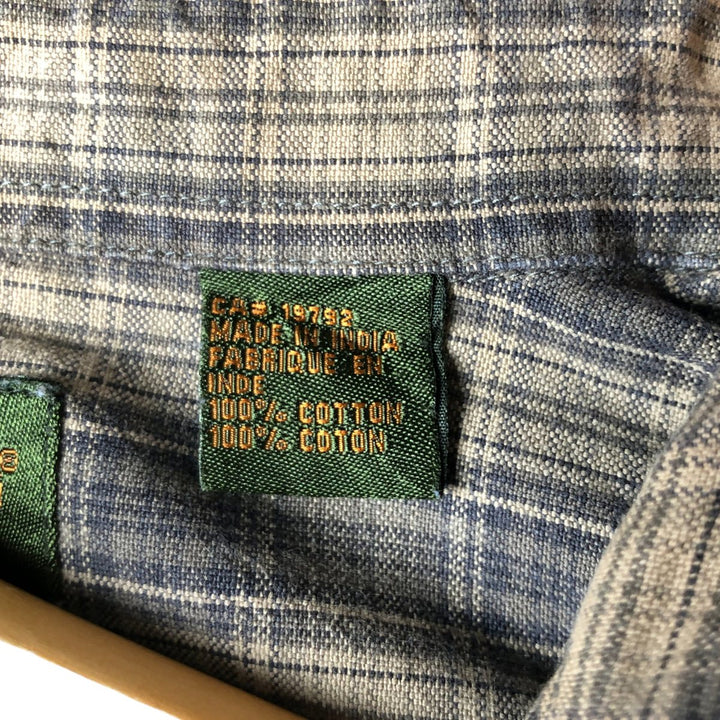 CA# 19792
MADE IN INDIA
FABRIQUE EN
INDE
100% COTTON
100% COTON